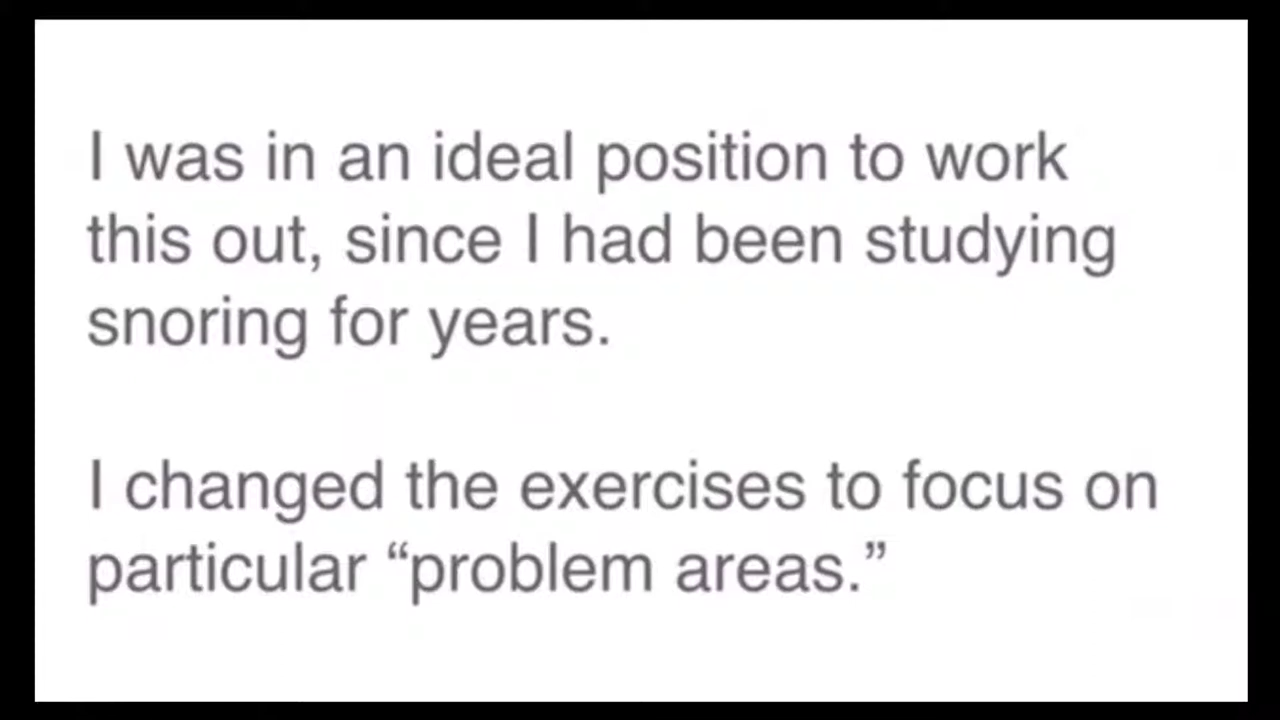 I was in an ideal position to work
this out, since I had been studying
snoring for years.
I changed the exercises to focus on
particular “problem areas.”